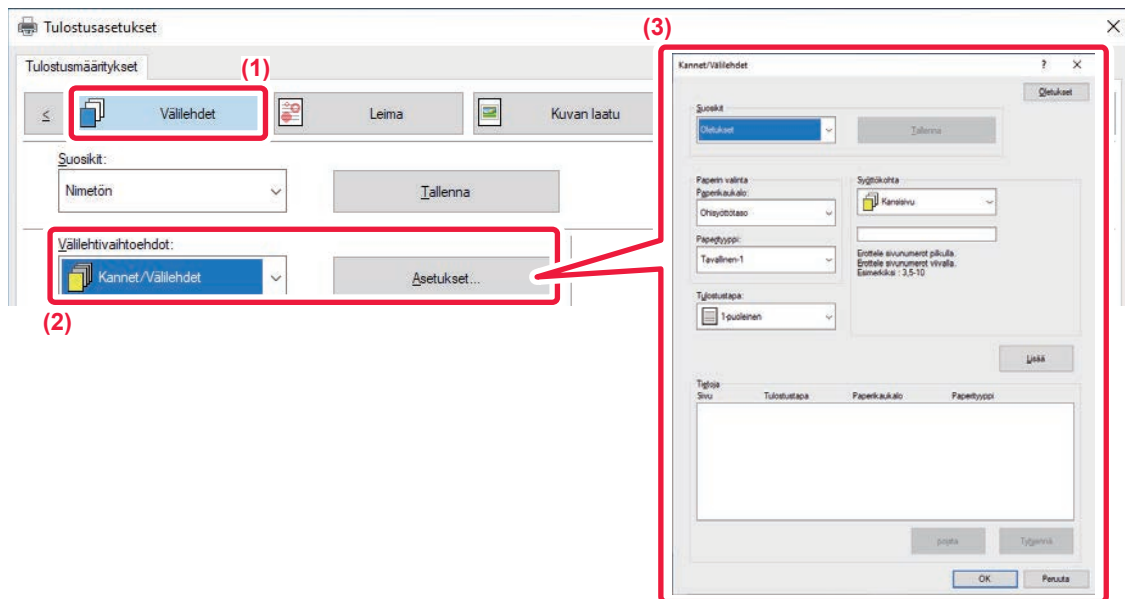 Tulostusasetukset
(3)
Tulostusmääritykset
(1)
≤
Välilehdet
Leima
Kuvan laatu
Suosikit:
Nimetön
Tallenna
Välilehtivaihtoehdot:
Kannet/Välilehdet
Asetukset...
(2)
Kannet/Välilehdet
?
Oletukset
Suosikit
Oletukset
Tallenna
Paperin valinta
Paperikaukalo:
Ohisyöttötaso
Paperityyppi:
Tavallinen-1
Syöttökohta
Kansisivu
Erottele sivunumerot pilkulla.
Erottele sivunumerot viivalla.
Esimerkiksi : 3,5-10
Tulostustapa:
1-puoleinen
Lisää
Tietoja
Sivu Tulostustapa Paperikaukalo Paperityyppi
Poista
Tyhjennä
OK
Peruuta